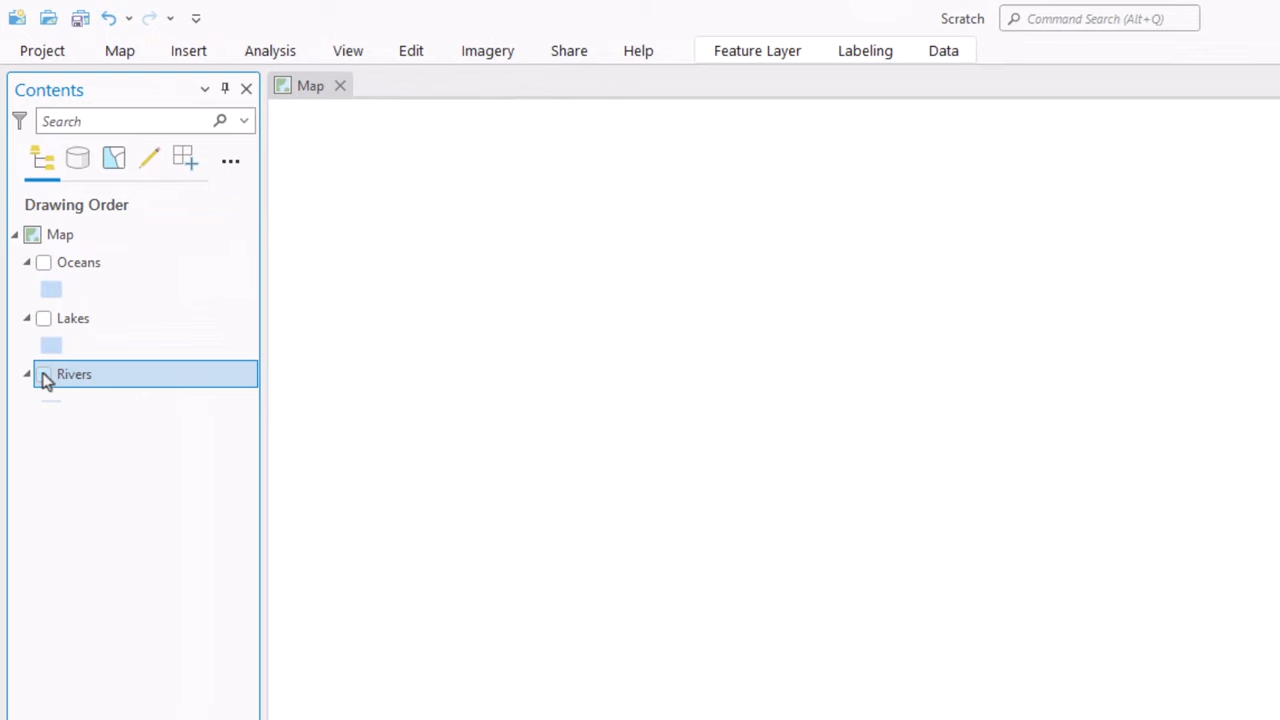 Scratch
Command Search (Alt+Q)
Project Map Insert Analysis View Edit Imagery Share Help Feature Layer Labeling Data
Contents
Map
Search
Drawing Order
Map
Oceans
Lakes
Rivers